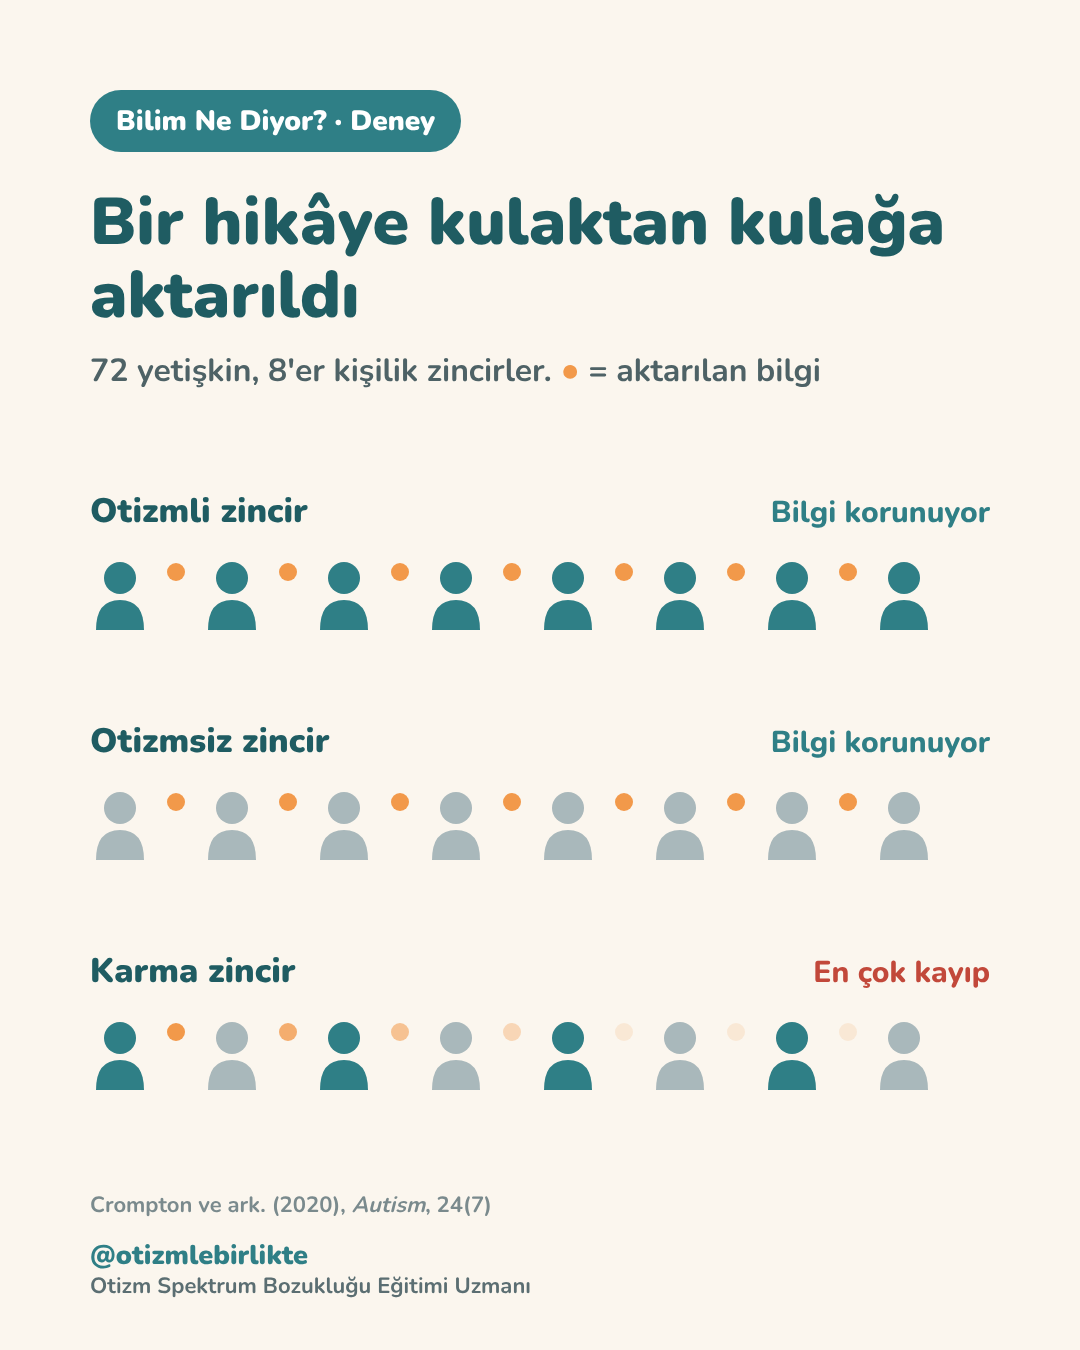 Bilim Ne Diyor? · Deney
Bir hikâye kulaktan kulağa
aktarıldı
72 yetişkin, 8'er kişilik zincirler. ● = aktarılan bilgi
Otizmli zincir
Bilgi korunuyor
Otizmsiz zincir
Bilgi korunuyor
Karma zincir
En çok kayıp
Crompton ve ark. (2020), Autism, 24(7)
@otizmlebirlikte
Otizm Spektrum Bozukluğu Eğitimi Uzmanı